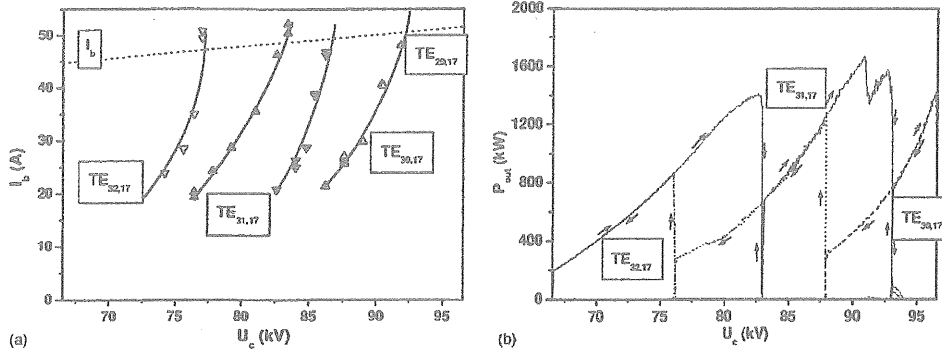 50
40
30
20
10
0
I_b (A)
I_b
TE_29,17
TE_32,17
TE_31,17
TE_30,17
70 75 80 85 90 95
U_c (kV)
(a)
(b)
2000
1600
1200
800
400
0
P_out (kW)
TE_31,17
TE_32,17
TE_30,17
70 75 80 85 90 95
U_c (kV)